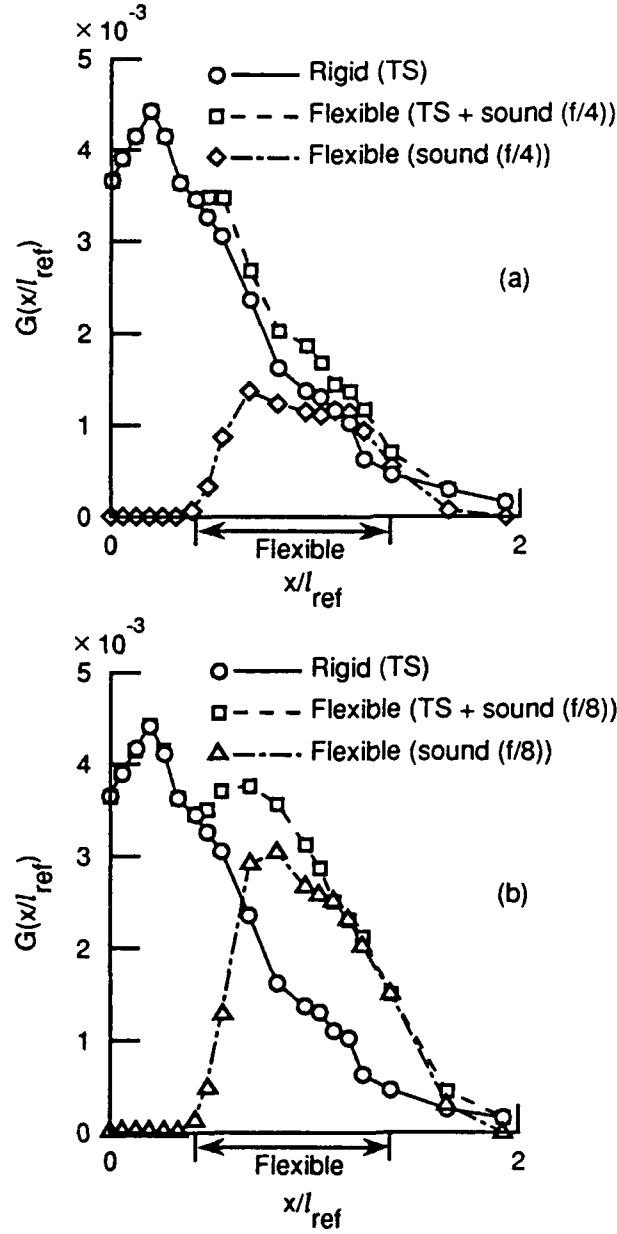 × 10⁻³
5
Rigid (TS)
Flexible (TS + sound (f/4))
4
Flexible (sound (f/4))
3
G(x/l_ref)
(a)
2
1
0
0
Flexible
2
x/l_ref
× 10⁻³
5
Rigid (TS)
Flexible (TS + sound (f/8))
4
Flexible (sound (f/8))
3
G(x/l_ref)
(b)
2
1
0
0
Flexible
2
x/l_ref